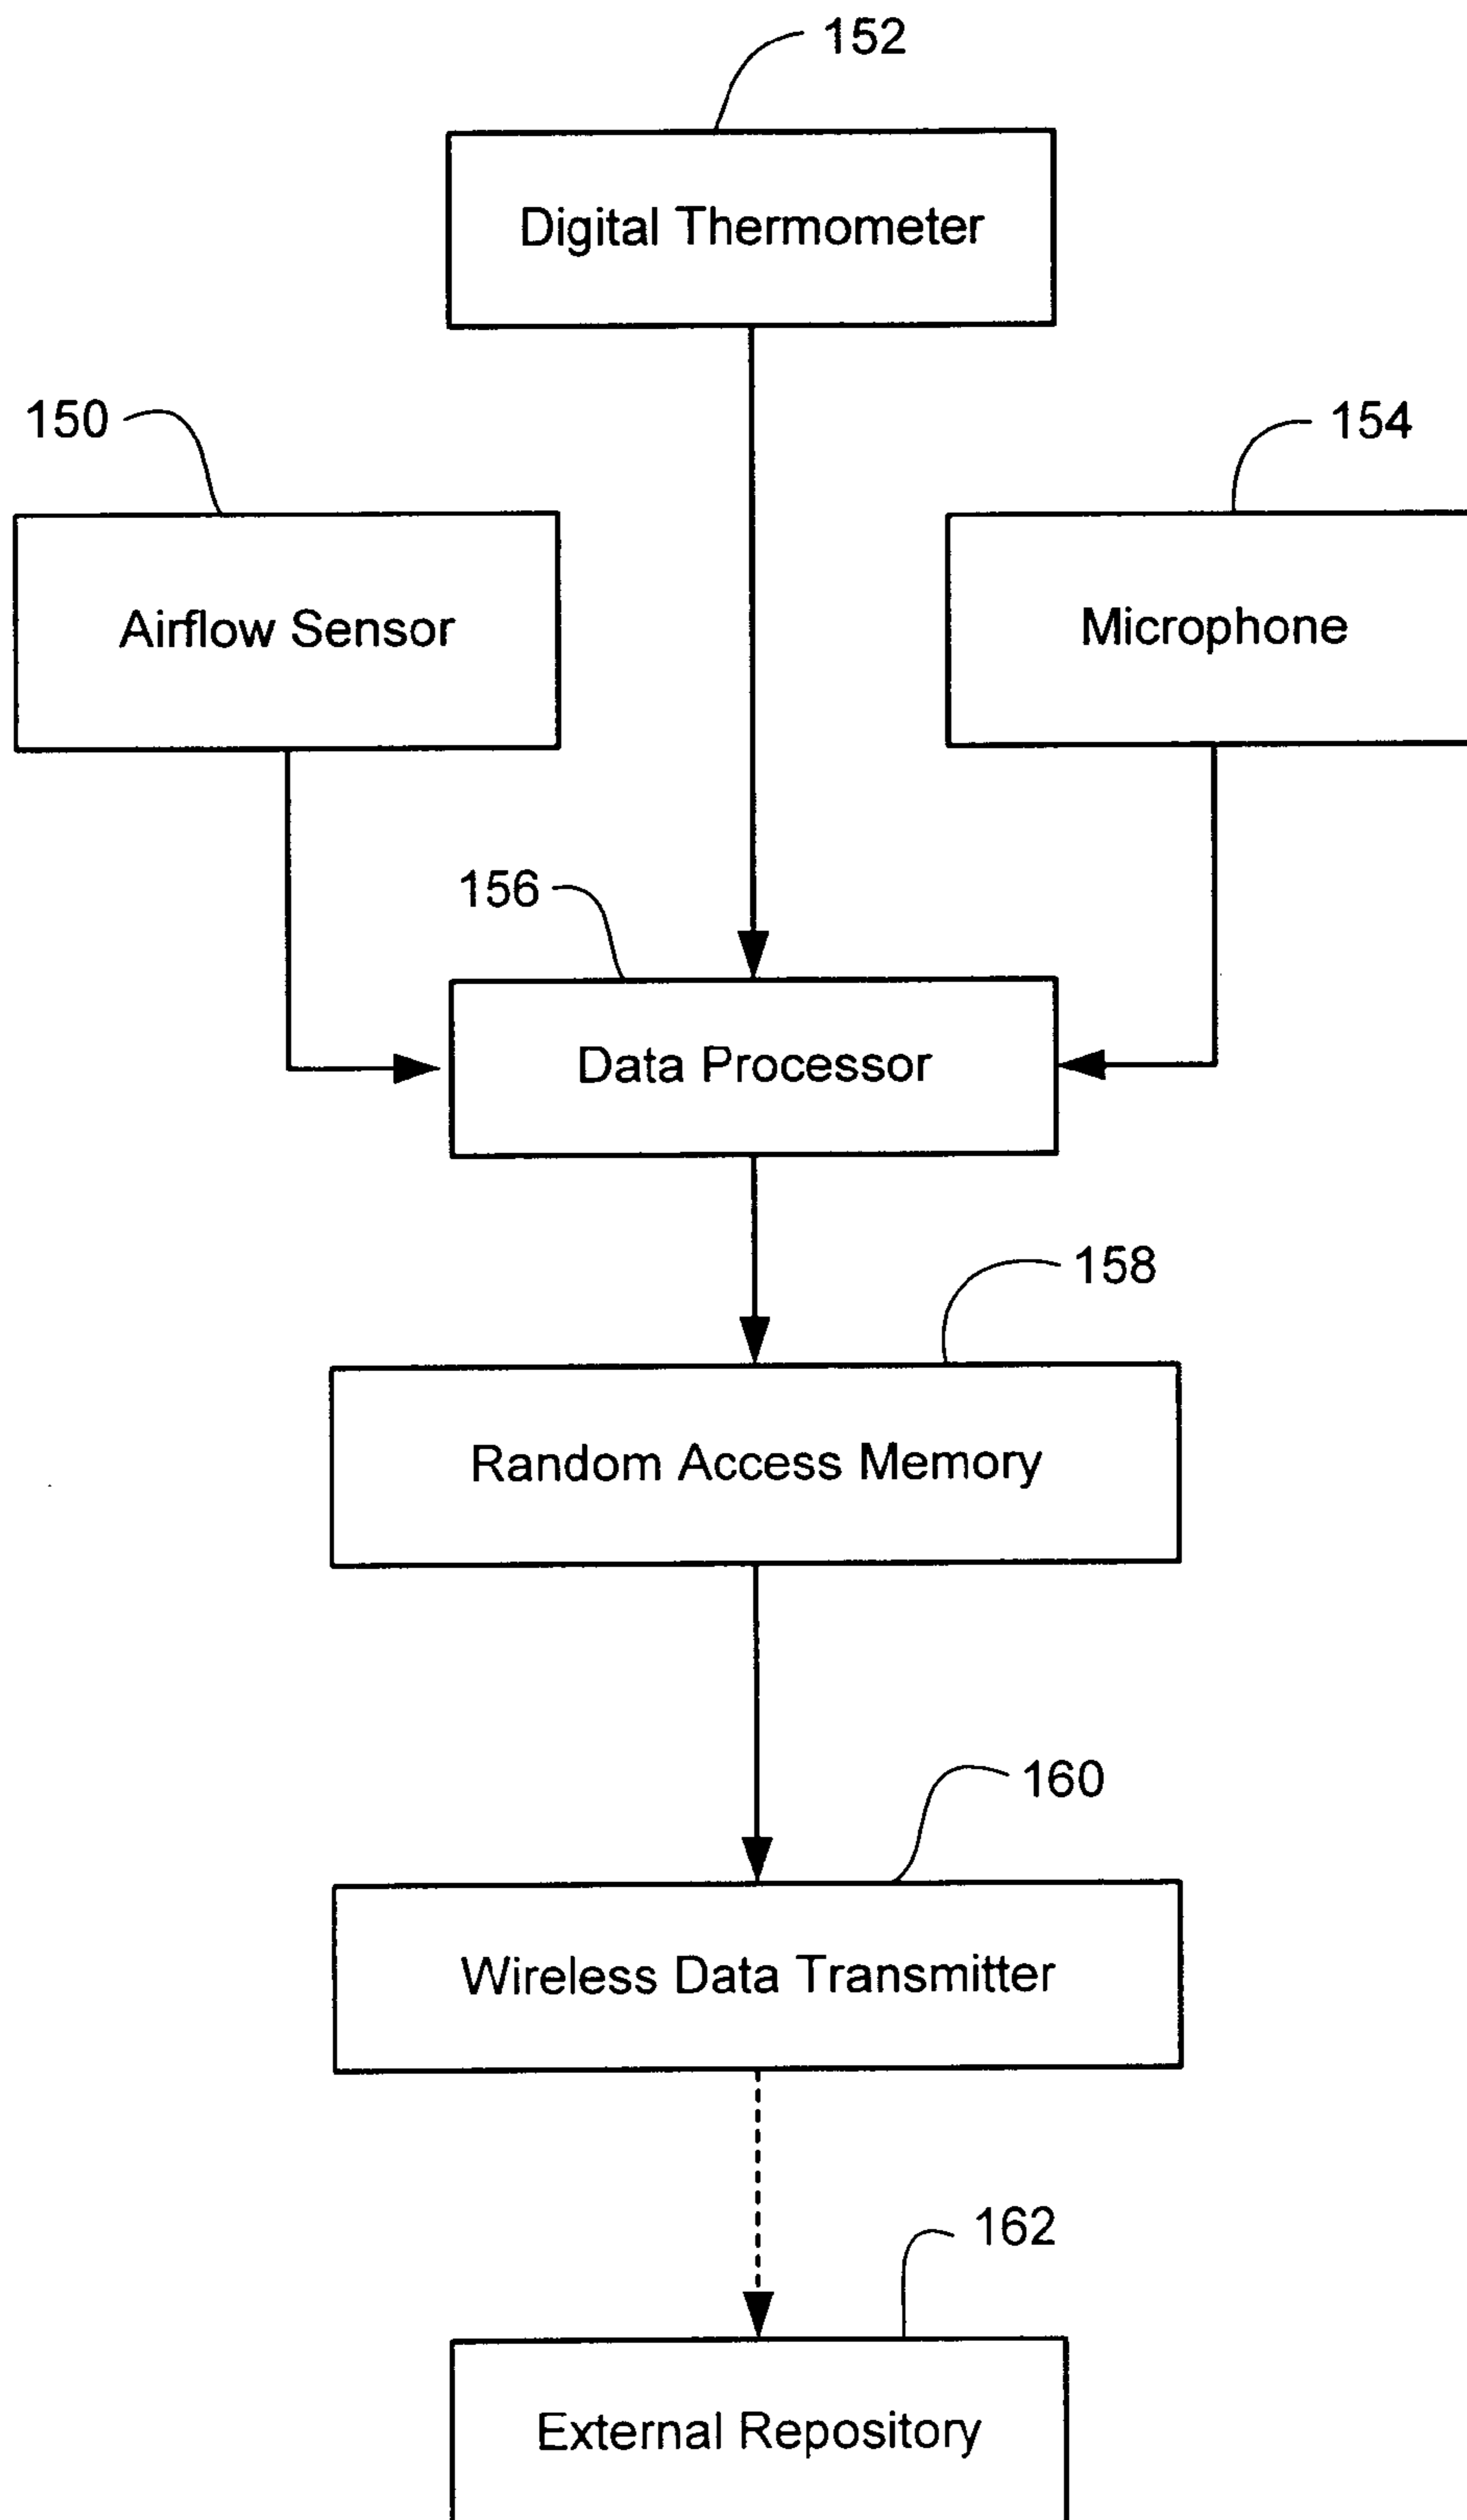 152
Digital Thermometer
150
154
Airflow Sensor
Microphone
156
Data Processor
158
Random Access Memory
160
Wireless Data Transmitter
162
External Repository